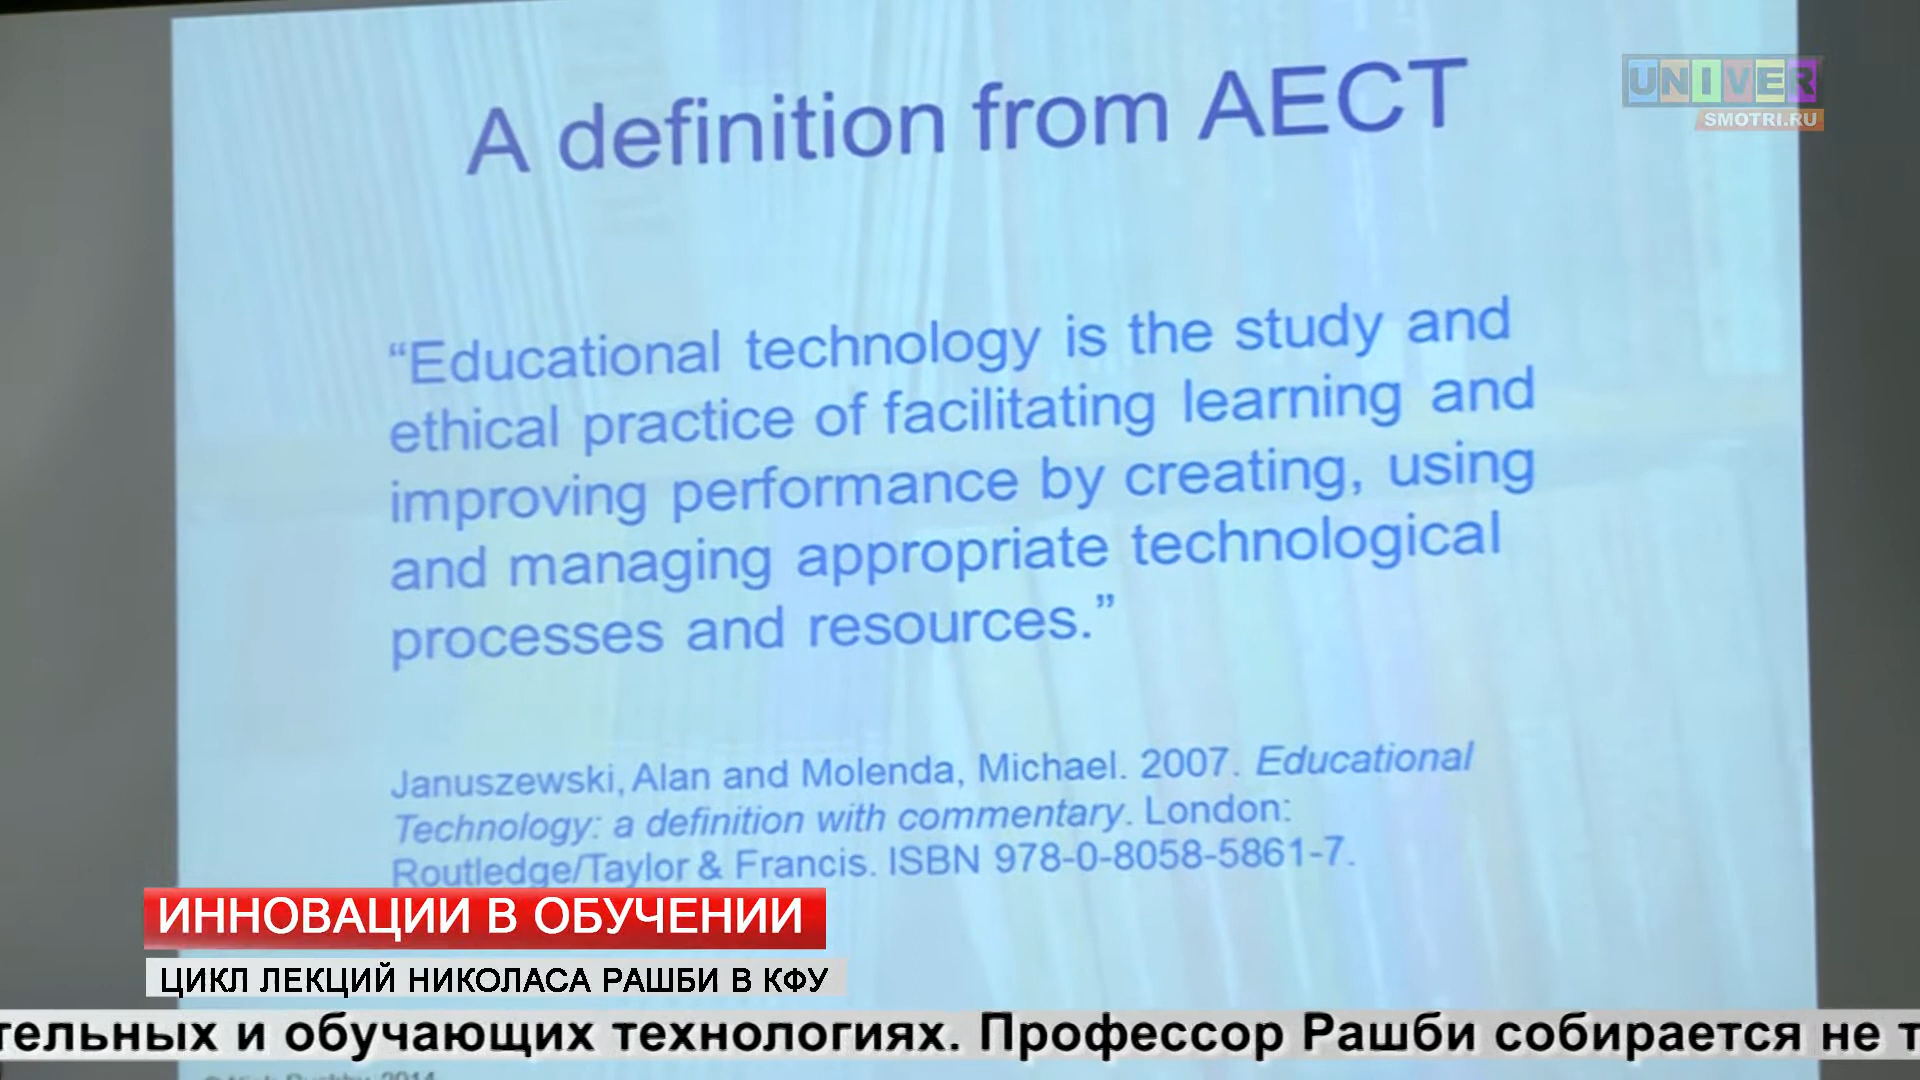 UNIVER
SMOTRI.RU
A definition from AECT
“Educational technology is the study and
ethical practice of facilitating learning and
improving performance by creating, using
and managing appropriate technological
processes and resources.”
Januszewski, Alan and Molenda, Michael. 2007. Educational
Technology: a definition with commentary. London:
Routledge/Taylor & Francis. ISBN 978-0-8058-5861-7.
ИННОВАЦИИ В ОБУЧЕНИИ
ЦИКЛ ЛЕКЦИЙ НИКОЛАСА РАШБИ В КФУ
тельных и обучающих технологиях. Профессор Рашби собирается не т